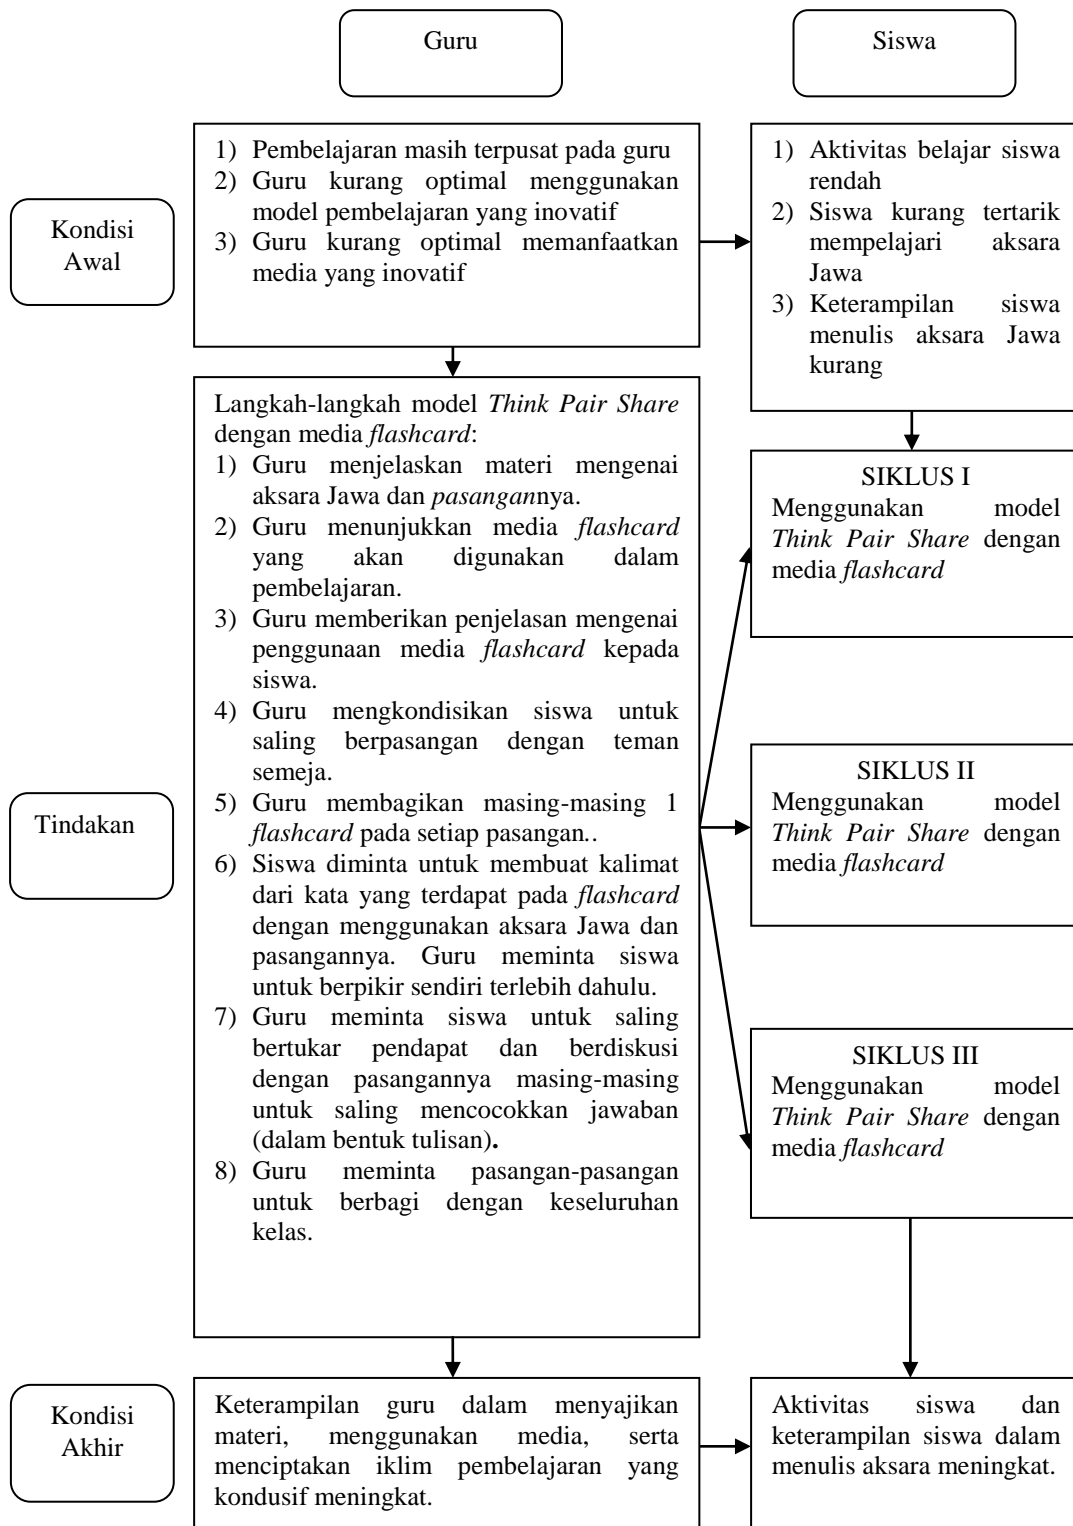 Guru
Siswa
Kondisi
Awal
1) Pembelajaran masih terpusat pada guru
2) Guru kurang optimal menggunakan
model pembelajaran yang inovatif
3) Guru kurang optimal memanfaatkan
media yang inovatif
1) Aktivitas belajar siswa
rendah
2) Siswa kurang tertarik
mempelajari aksara
Jawa
3) Keterampilan siswa
menulis aksara Jawa
kurang
Tindakan
Langkah-langkah model Think Pair Share
dengan media flashcard:
1) Guru menjelaskan materi mengenai
aksara Jawa dan pasangannya.
2) Guru menunjukkan media flashcard
yang akan digunakan dalam
pembelajaran.
3) Guru memberikan penjelasan mengenai
penggunaan media flashcard kepada
siswa.
4) Guru mengkondisikan siswa untuk
saling berpasangan dengan teman
semeja.
5) Guru membagikan masing-masing 1
flashcard pada setiap pasangan..
6) Siswa diminta untuk membuat kalimat
dari kata yang terdapat pada flashcard
dengan menggunakan aksara Jawa dan
pasangannya. Guru meminta siswa
untuk berpikir sendiri terlebih dahulu.
7) Guru meminta siswa untuk saling
bertukar pendapat dan berdiskusi
dengan pasangannya masing-masing
untuk saling mencocokkan jawaban
(dalam bentuk tulisan).
8) Guru meminta pasangan-pasangan
untuk berbagi dengan keseluruhan
kelas.
SIKLUS I
Menggunakan model
Think Pair Share dengan
media flashcard
SIKLUS II
Menggunakan model
Think Pair Share dengan
media flashcard
SIKLUS III
Menggunakan model
Think Pair Share dengan
media flashcard
Kondisi
Akhir
Keterampilan guru dalam menyajikan
materi, menggunakan media, serta
menciptakan iklim pembelajaran yang
kondusif meningkat.
Aktivitas siswa dan
keterampilan siswa dalam
menulis aksara meningkat.